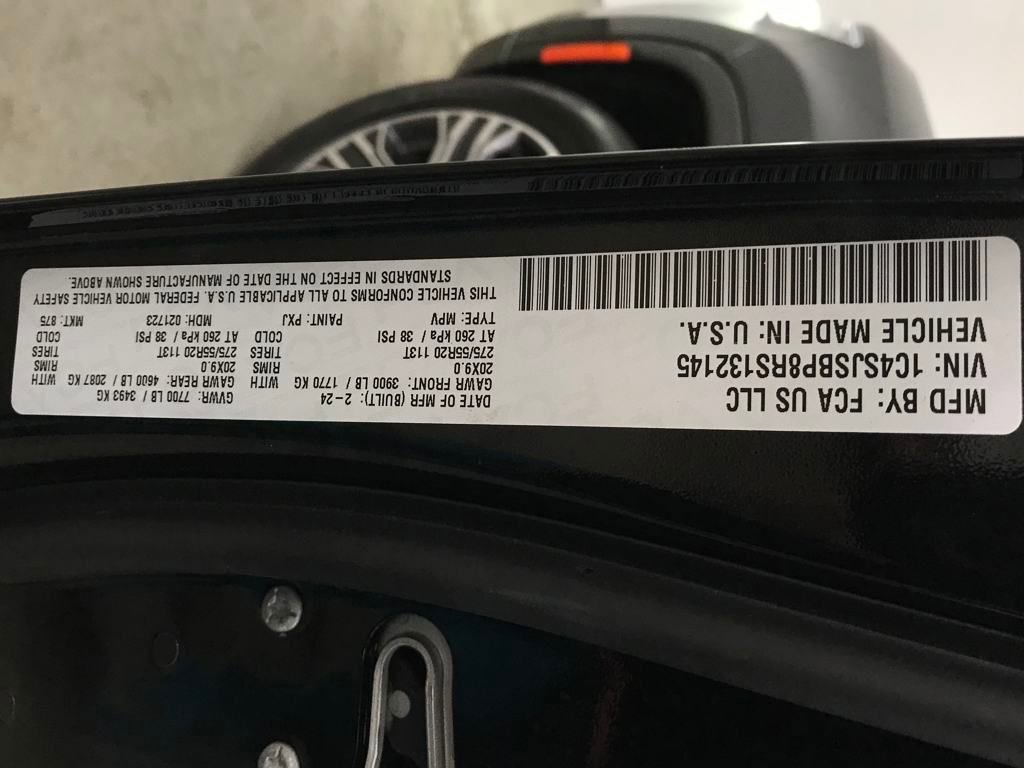 MFD BY: FCA US LLC
VIN: 1C4SJSBP8RS132145
VEHICLE MADE IN: U.S.A.
DATE OF MFR (BUILT): 2-24 GVWR: 7700 LB / 3493 KG
GAWR FRONT: 3900 LB / 1770 KG WITH GAWR REAR: 4600 LB / 2087 KG WITH
20X9.0 RIMS 20X9.0 RIMS
275/55R20 113T TIRES 275/55R20 113T TIRES
AT 260 kPa / 38 PSI COLD AT 260 kPa / 38 PSI COLD
TYPE: MPV PAINT: PXJ MDH: 021723 MKT: 875
THIS VEHICLE CONFORMS TO ALL APPLICABLE U.S.A. FEDERAL MOTOR VEHICLE SAFETY
STANDARDS IN EFFECT ON THE DATE OF MANUFACTURE SHOWN ABOVE.